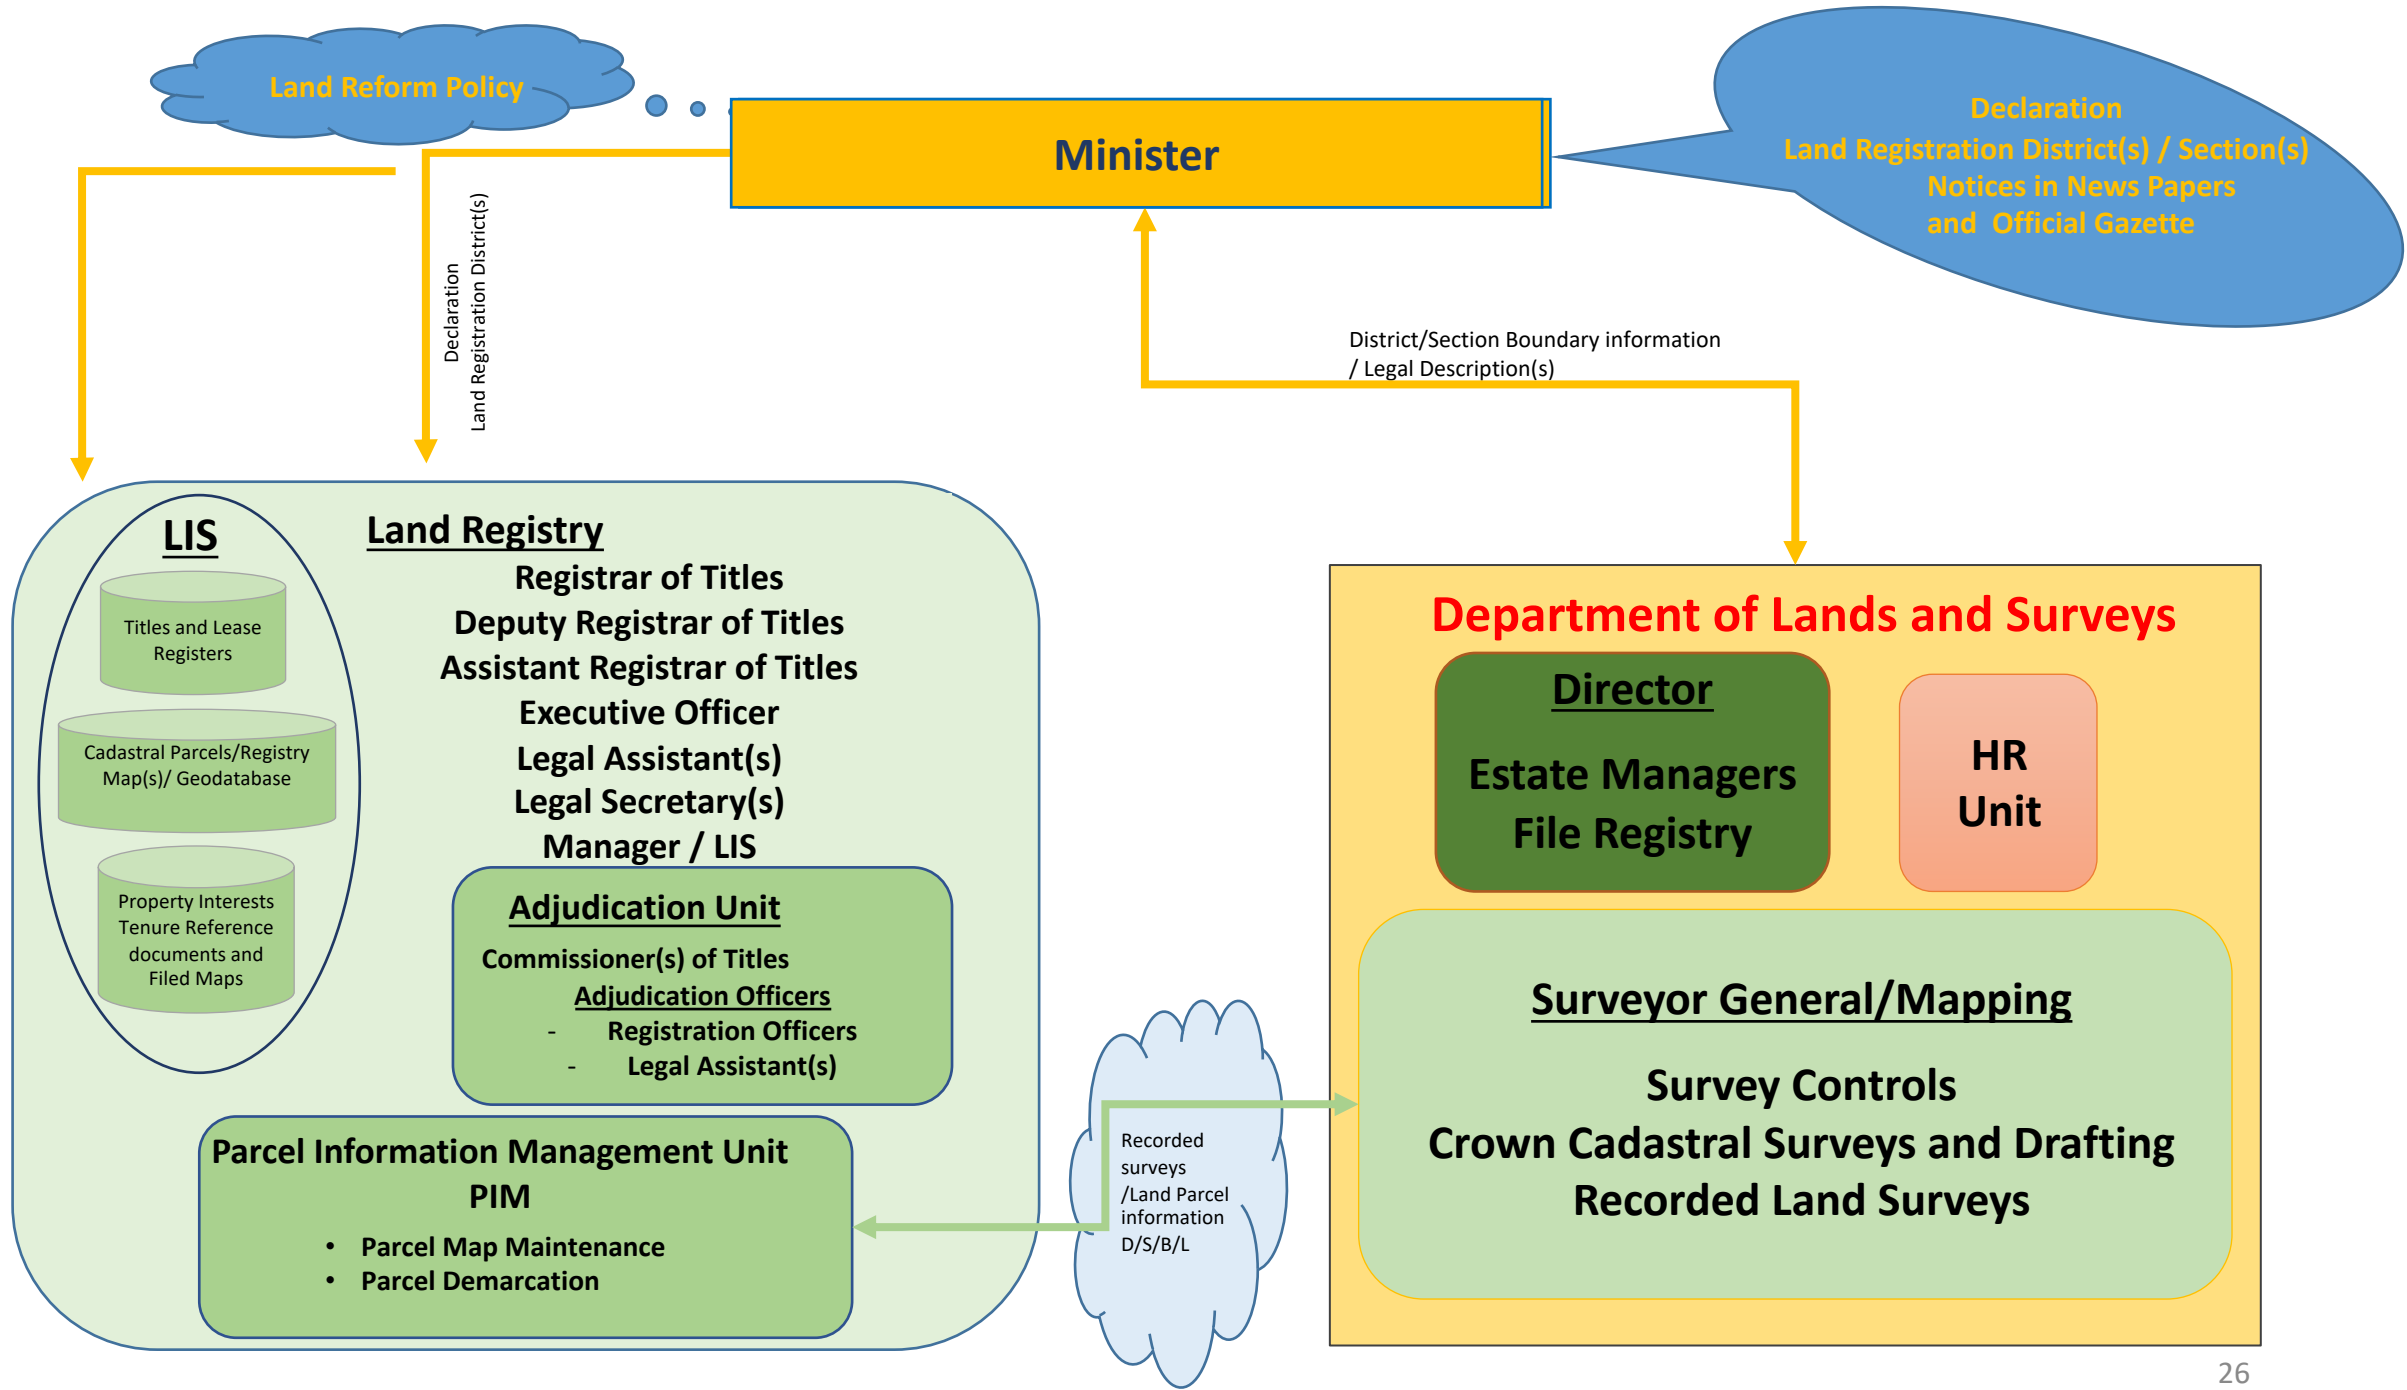 Land Reform Policy
Minister
Declaration
Land Registration District(s) / Section(s)
Notices in News Papers
and Official Gazette
Declaration
Land Registration District(s)
District/Section Boundary information
/ Legal Description(s)
LIS
Titles and Lease
Registers
Cadastral Parcels/Registry
Map(s)/ Geodatabase
Property Interests
Tenure Reference
documents and
Filed Maps
Land Registry
Registrar of Titles
Deputy Registrar of Titles
Assistant Registrar of Titles
Executive Officer
Legal Assistant(s)
Legal Secretary(s)
Manager / LIS
Adjudication Unit
Commissioner(s) of Titles
Adjudication Officers
- Registration Officers
- Legal Assistant(s)
Parcel Information Management Unit
PIM
• Parcel Map Maintenance
• Parcel Demarcation
Recorded
surveys
/Land Parcel
information
D/S/B/L
Department of Lands and Surveys
Director
Estate Managers
File Registry
HR
Unit
Surveyor General/Mapping
Survey Controls
Crown Cadastral Surveys and Drafting
Recorded Land Surveys
26